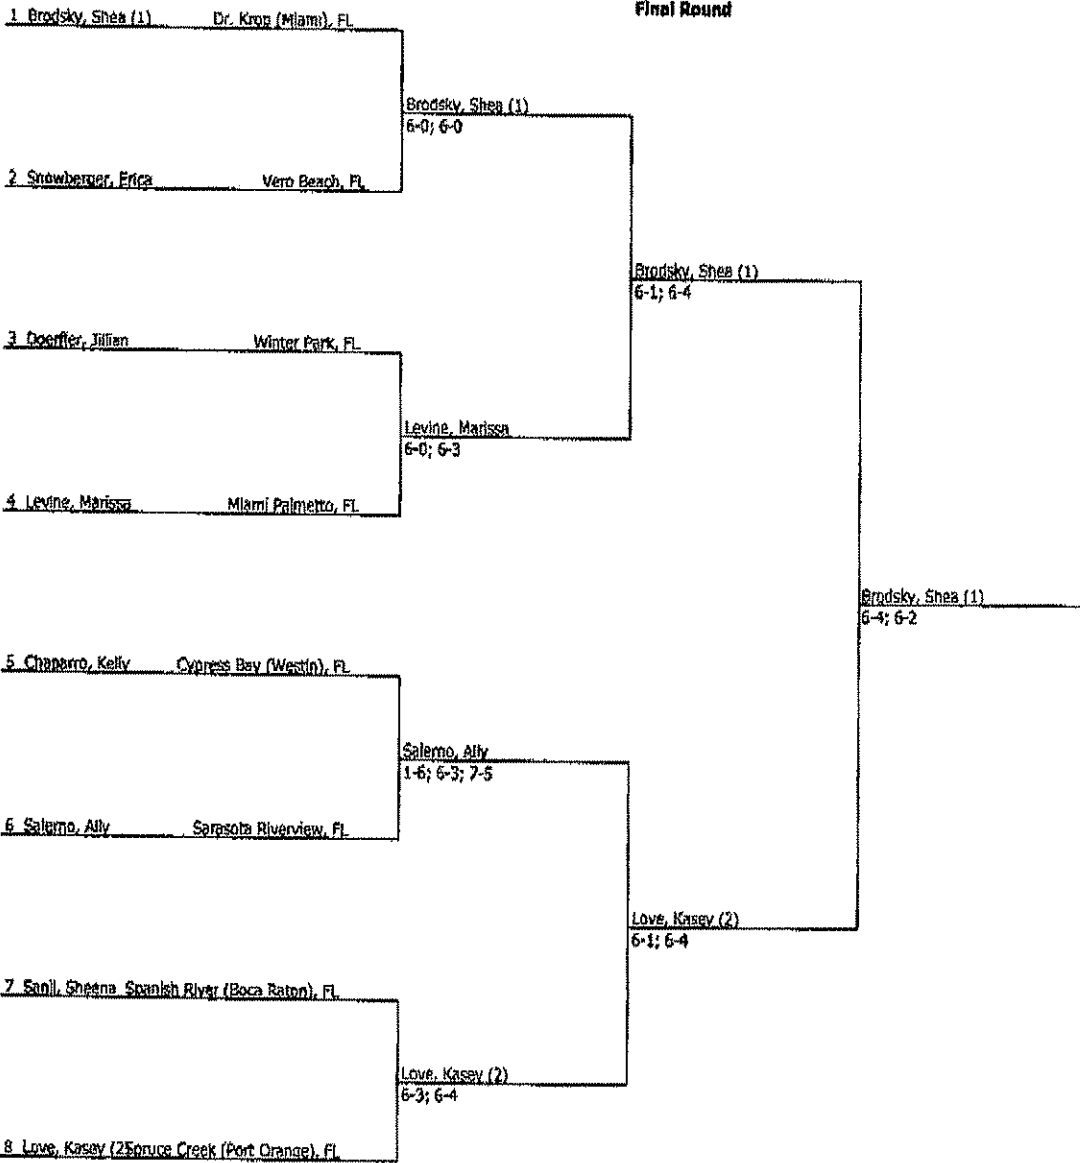 Final Round
1 Brodsky, Shea (1) Dr. Krop (Miami), FL
Brodsky, Shea (1)
6-0; 6-0
2 Snowberger, Erica Vero Beach, FL
Brodsky, Shea (1)
6-1; 6-4
3 Doerffer, Jillian Winter Park, FL
Levine, Marissa
6-0; 6-3
4 Levine, Marissa Miami Palmetto, FL
Brodsky, Shea (1)
6-4; 6-2
5 Chaparro, Kelly Cypress Bay (Westin), FL
Salerno, Ally
1-6; 6-3; 7-5
6 Salerno, Ally Sarasota Riverview, FL
Love, Kasey (2)
6-1; 6-4
7 Sanil, Sheena Spanish River (Boca Raton), FL
Love, Kasey (2)
6-3; 6-4
8 Love, Kasey (2 Spruce Creek (Port Orange), FL